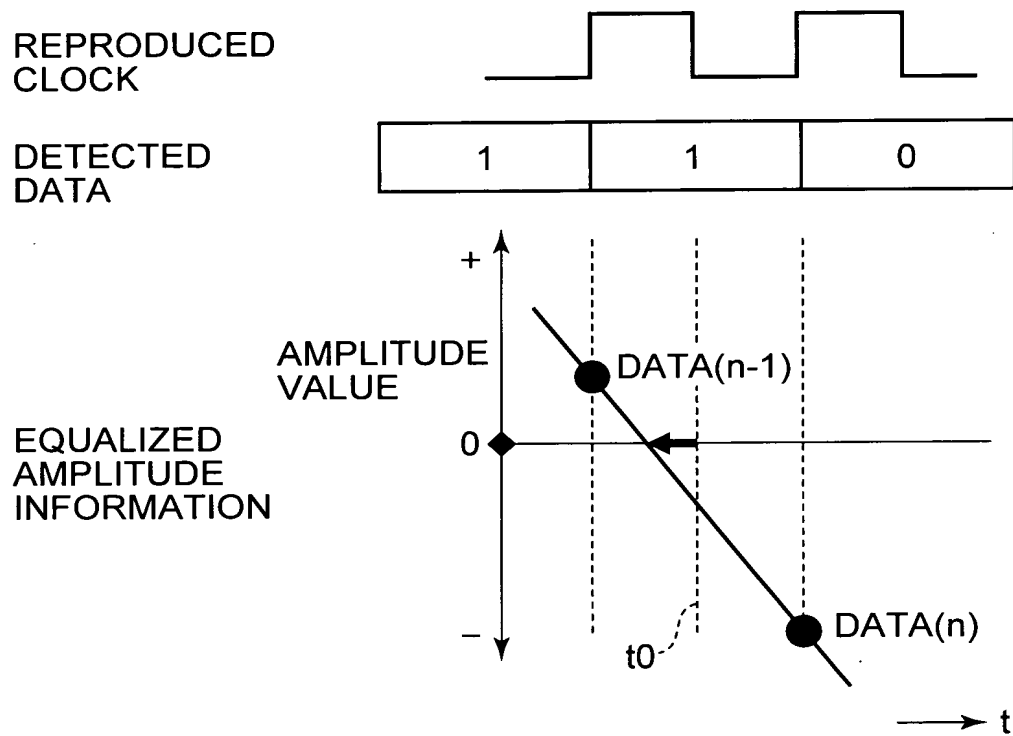 REPRODUCED
CLOCK
DETECTED
DATA
1 1 0
+
AMPLITUDE
VALUE
DATA(n-1)
EQUALIZED
AMPLITUDE
INFORMATION
0
−
t0
DATA(n)
t